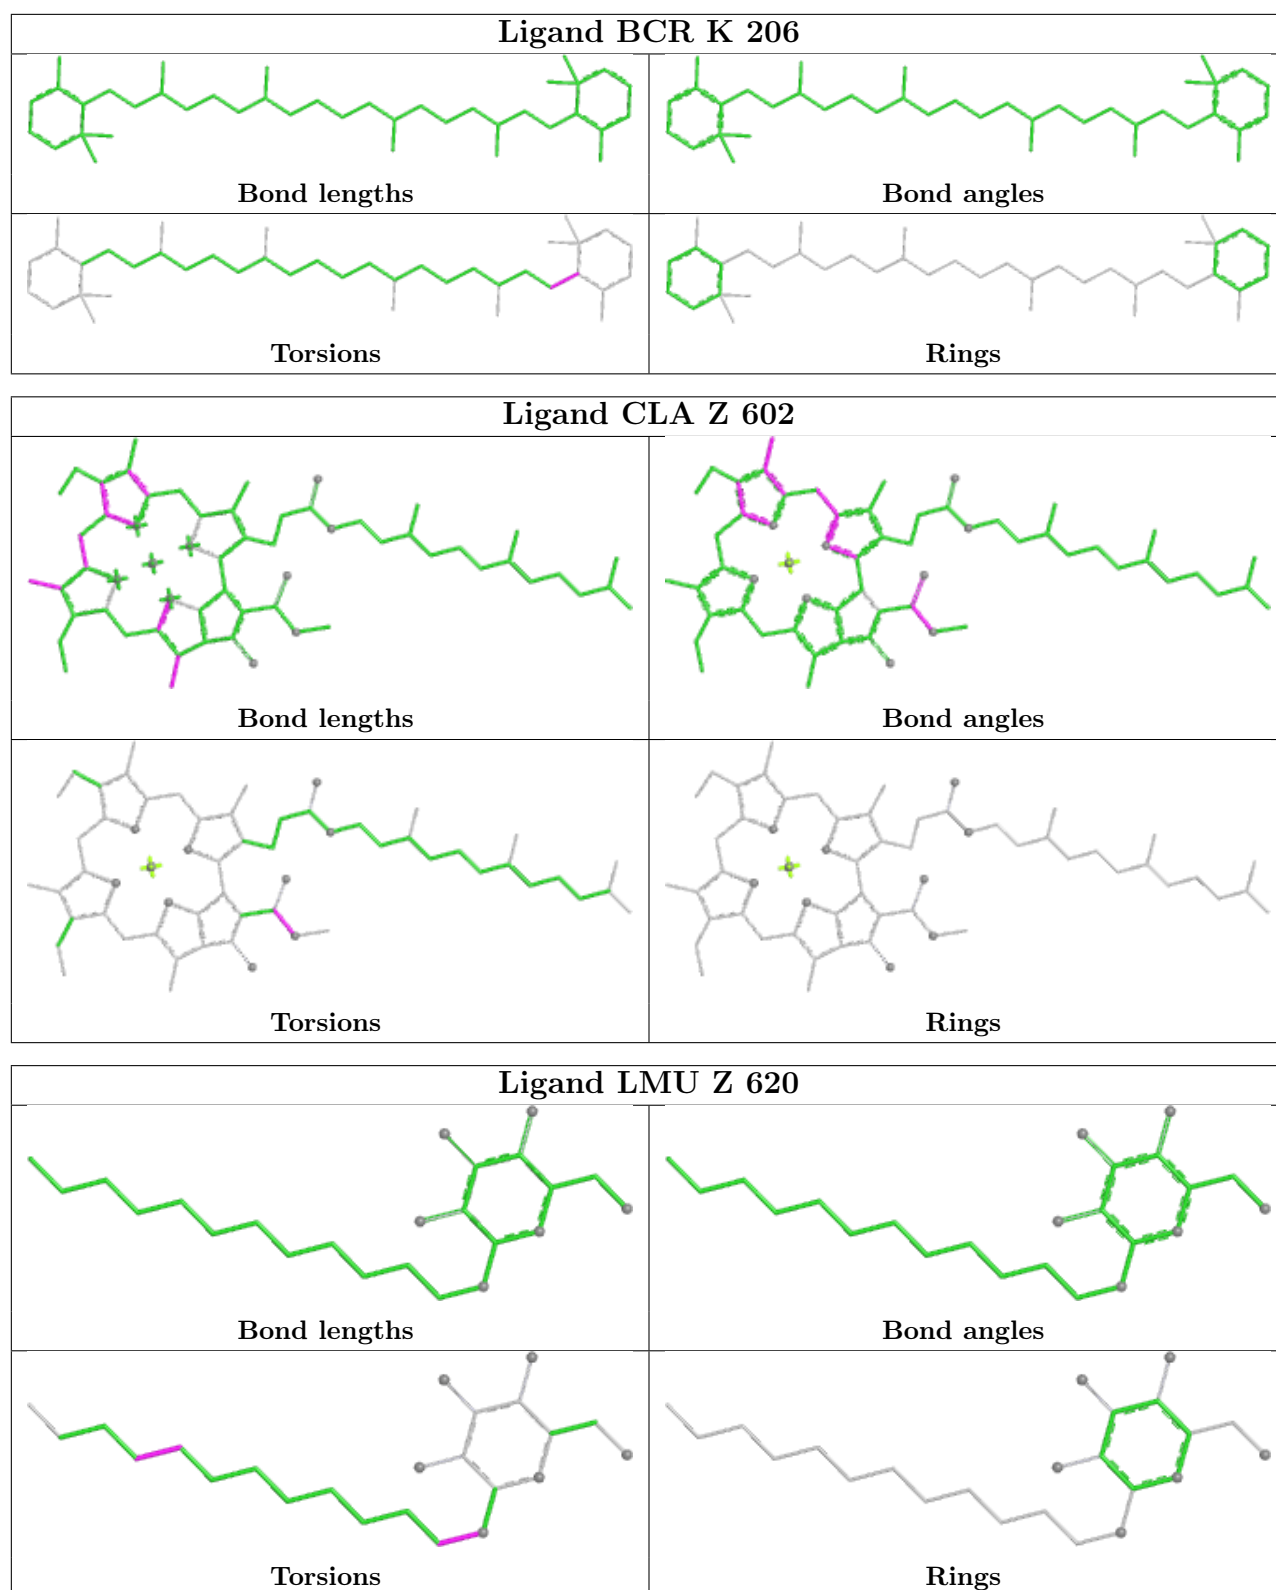 Ligand BCR K 206
Bond lengths
Bond angles
Torsions
Rings
Ligand CLA Z 602
Bond lengths
Bond angles
Torsions
Rings
Ligand LMU Z 620
Bond lengths
Bond angles
Torsions
Rings